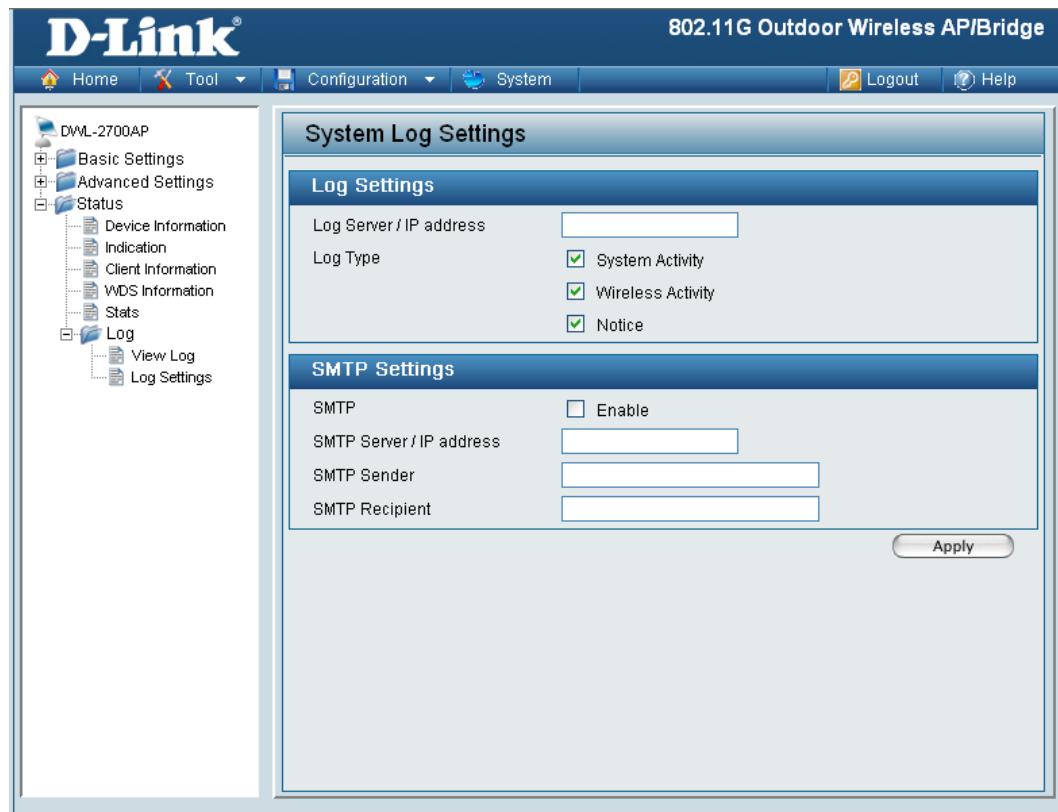 D-Link®
802.11G Outdoor Wireless AP/Bridge
Home
Tool
Configuration
System
Logout
Help
DWL-2700AP
Basic Settings
Advanced Settings
Status
Device Information
Indication
Client Information
WDS Information
Stats
Log
View Log
Log Settings
System Log Settings
Log Settings
Log Server / IP address
Log Type
System Activity
Wireless Activity
Notice
SMTP Settings
SMTP
Enable
SMTP Server / IP address
SMTP Sender
SMTP Recipient
Apply